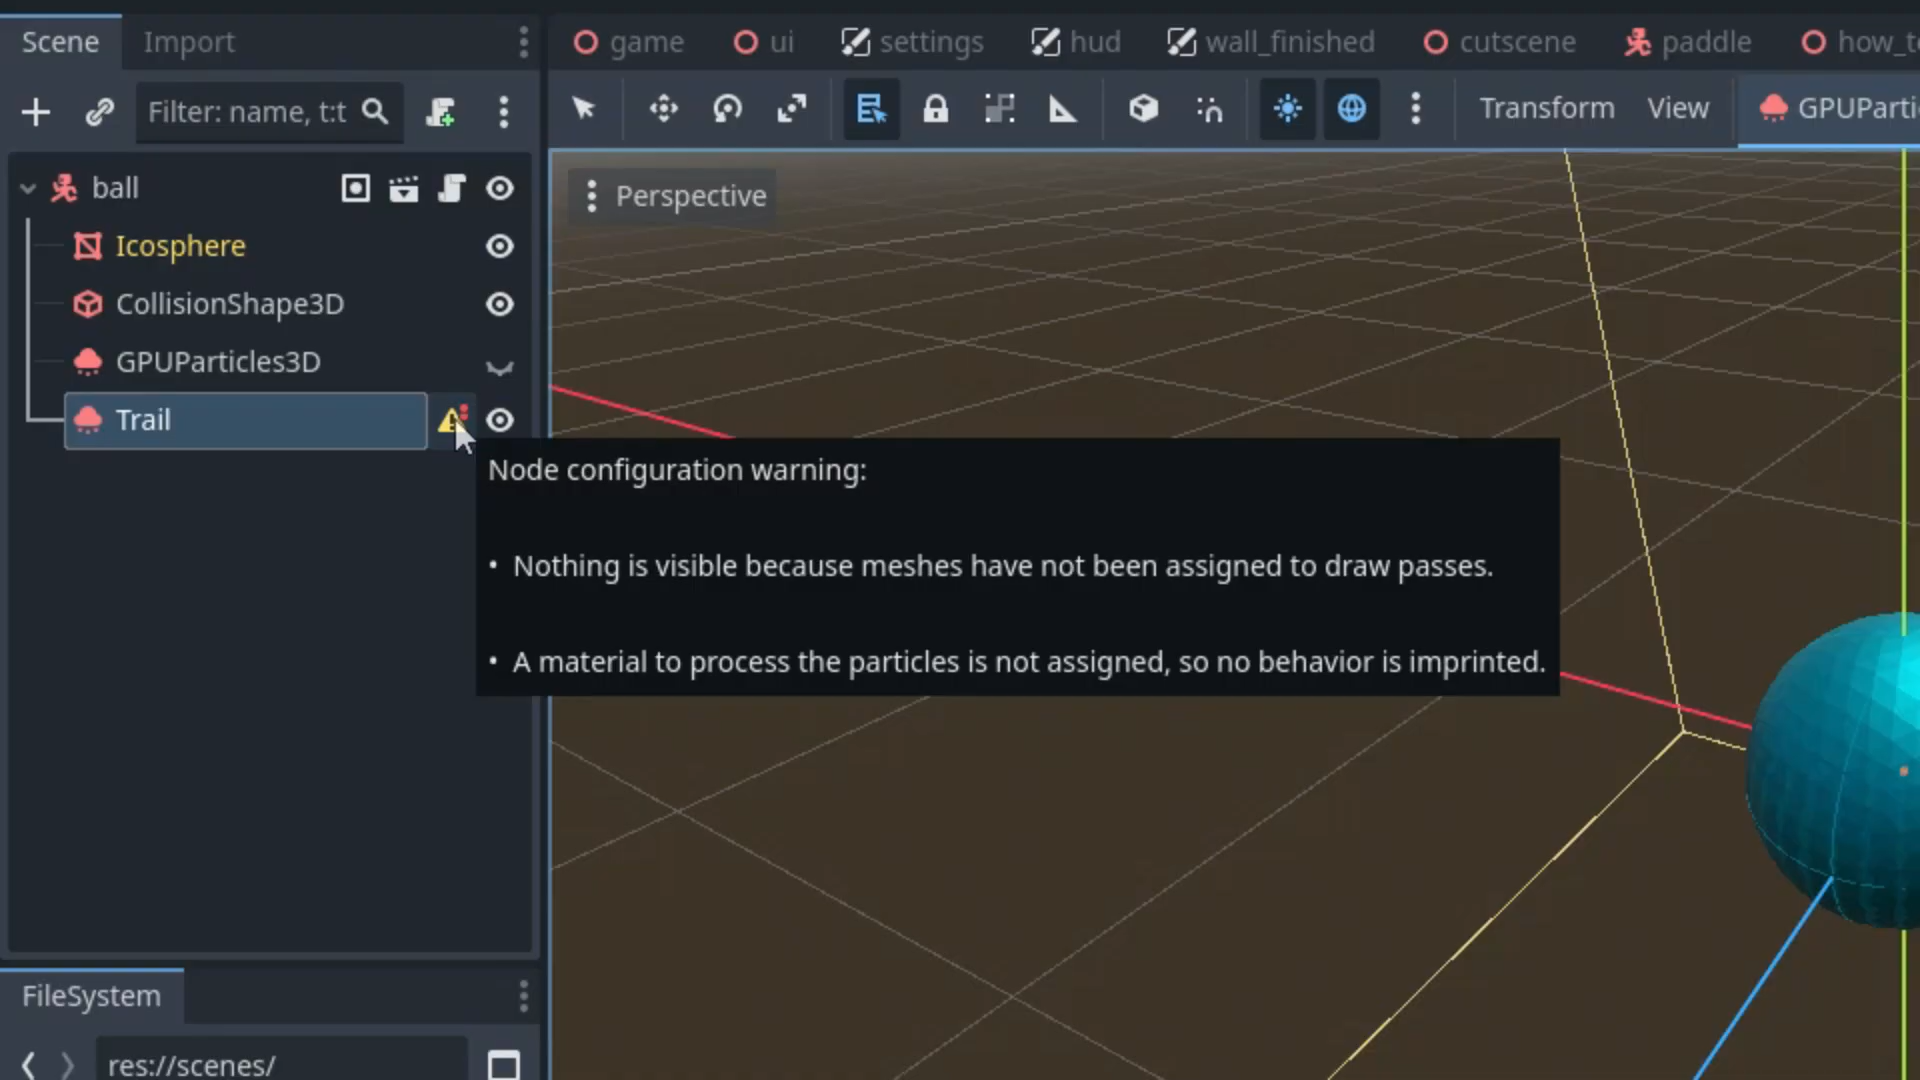 Scene
Import
game
ui
settings
hud
wall_finished
cutscene
paddle
how_t
Filter: name, t:t
Transform
View
GPUParti
ball
Perspective
Icosphere
CollisionShape3D
GPUParticles3D
Trail
Node configuration warning:
• Nothing is visible because meshes have not been assigned to draw passes.
• A material to process the particles is not assigned, so no behavior is imprinted.
FileSystem
res://scenes/